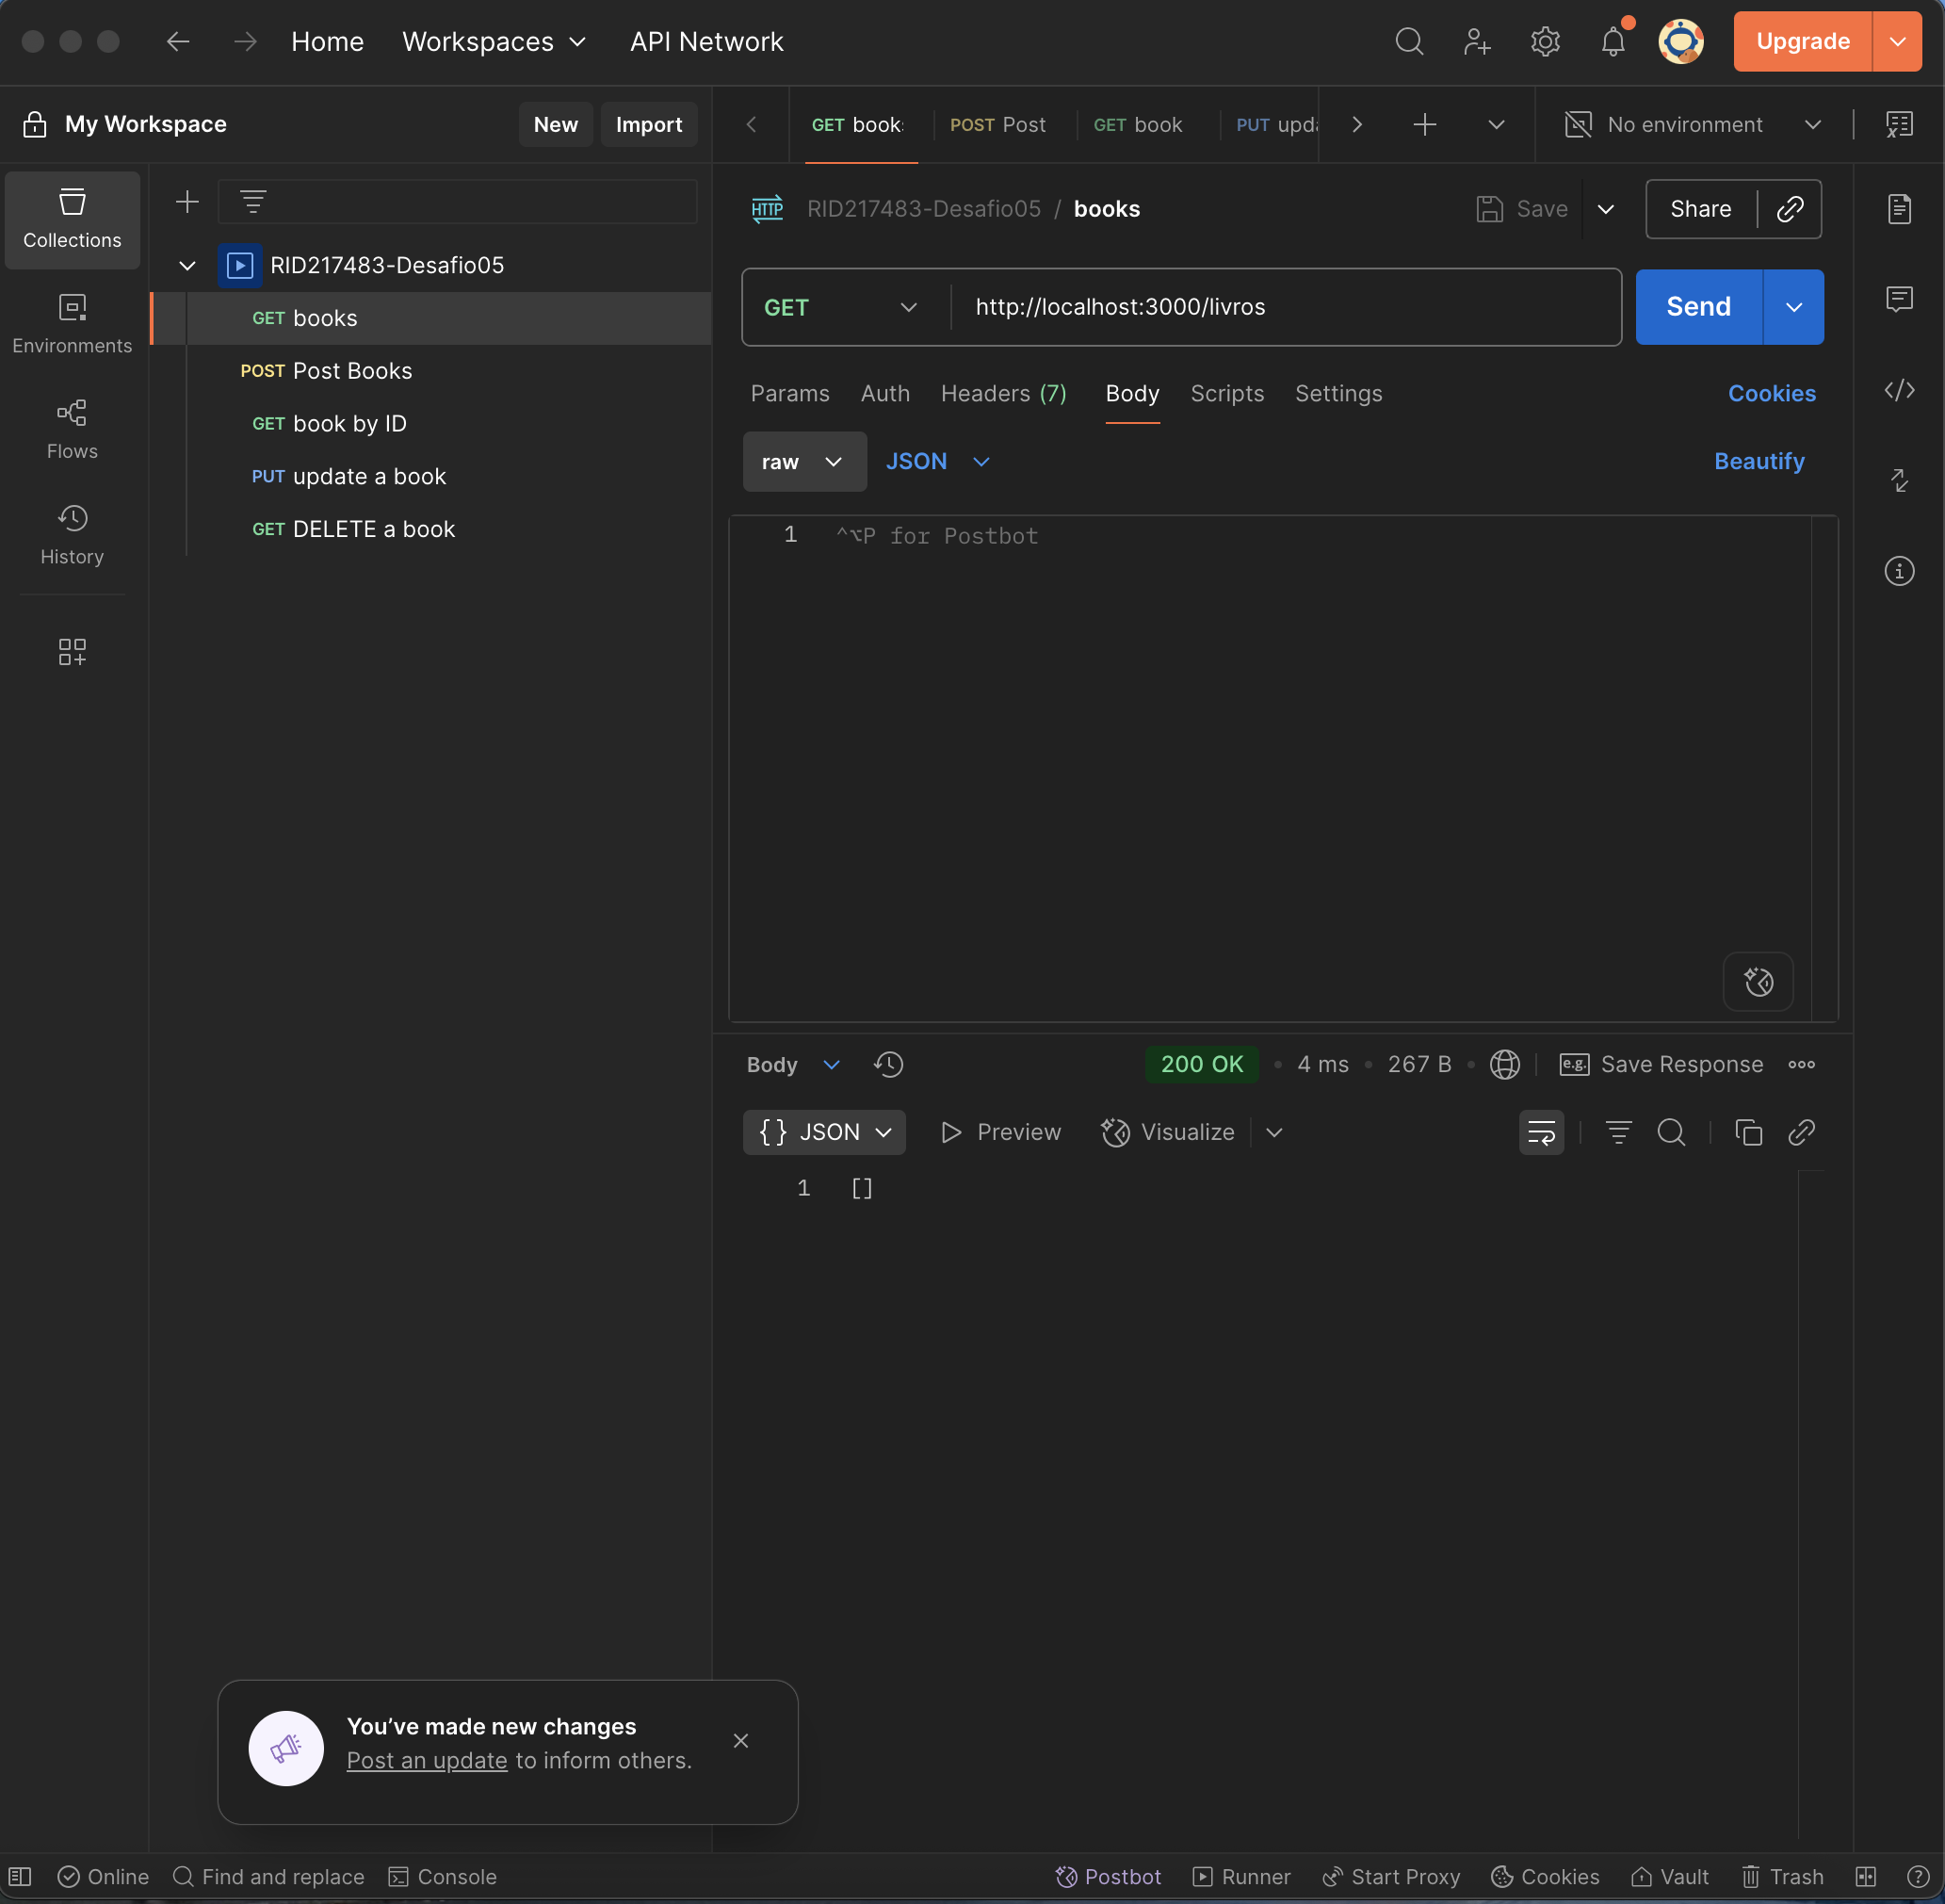 Home Workspaces API Network Upgrade
My Workspace New Import
GET book POST Post GET book PUT upd No environment
Collections
Environments
Flows
History
RID217483-Desafio05
GET books
POST Post Books
GET book by ID
PUT update a book
GET DELETE a book
HTTP RID217483-Desafio05 / books Save Share
GET http://localhost:3000/livros Send
Params Auth Headers (7) Body Scripts Settings Cookies
raw JSON Beautify
1 ^⌥P for Postbot
Body 200 OK • 4 ms • 267 B • e.g. Save Response
{} JSON Preview Visualize
1 []
You’ve made new changes
Post an update to inform others.
Online Find and replace Console Postbot Runner Start Proxy Cookies Vault Trash